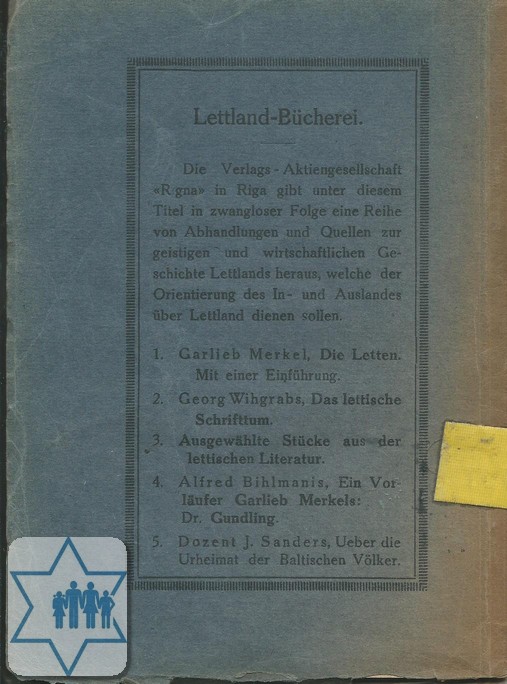 Lettland-Bücherei.
Die Verlags-Aktiengesellschaft
«Rigna» in Riga gibt unter diesem
Titel in zwangloser Folge eine Reihe
von Abhandlungen und Quellen zur
geistigen und wirtschaftlichen Ge-
schichte Lettlands heraus, welche der
Orientierung des In- und Auslandes
über Lettland dienen sollen.
1. Garlieb Merkel, Die Letten.
Mit einer Einführung.
2. Georg Wihgrabs, Das lettische
Schrifttum.
3. Ausgewählte Stücke aus der
lettischen Literatur.
4. Alfred Bihlmanis, Ein Vor-
läufer Garlieb Merkels:
Dr. Gundling.
5. Dozent J. Sanders, Ueber die
Urheimat der Baltischen Völker.